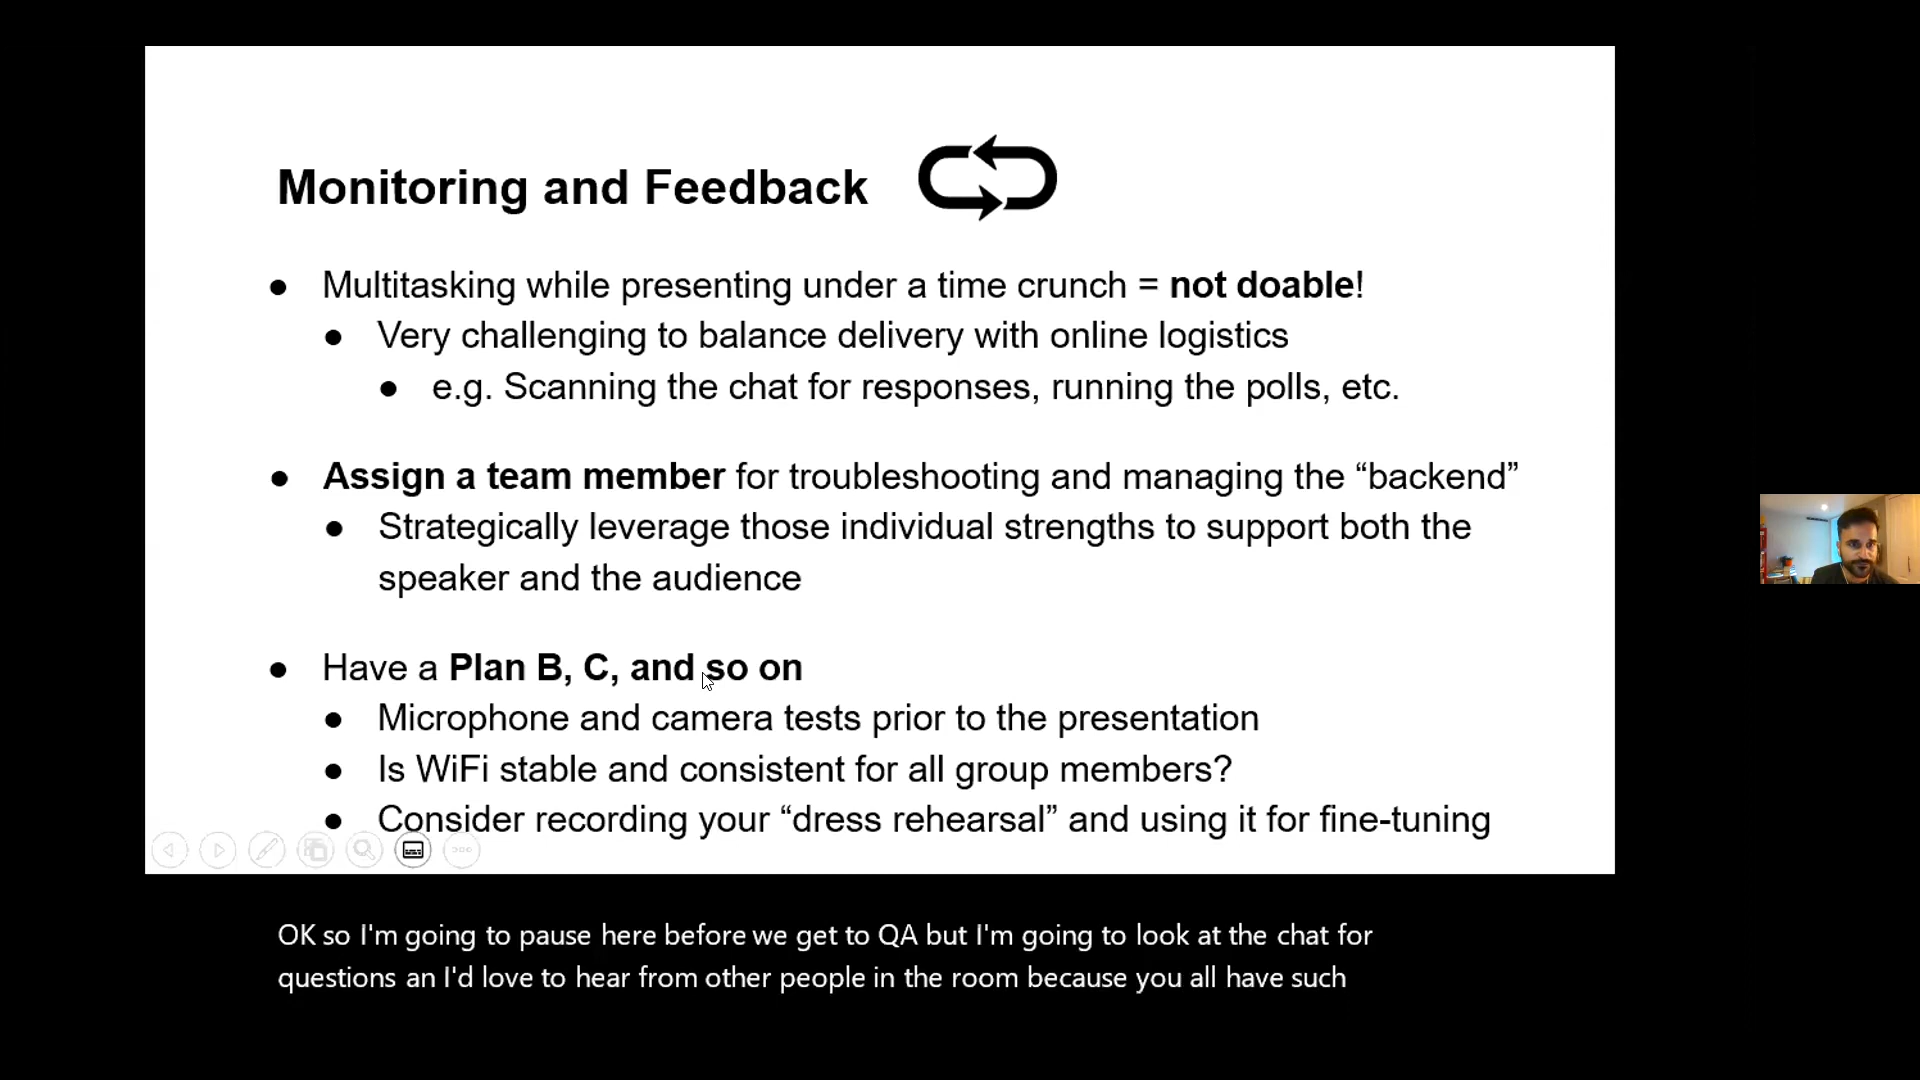 Monitoring and Feedback
● Multitasking while presenting under a time crunch = not doable!
● Very challenging to balance delivery with online logistics
● e.g. Scanning the chat for responses, running the polls, etc.
● Assign a team member for troubleshooting and managing the “backend”
● Strategically leverage those individual strengths to support both the
speaker and the audience
● Have a Plan B, C, and so on
● Microphone and camera tests prior to the presentation
● Is WiFi stable and consistent for all group members?
● Consider recording your “dress rehearsal” and using it for fine-tuning
OK so I'm going to pause here before we get to QA but I'm going to look at the chat for
questions an I'd love to hear from other people in the room because you all have such